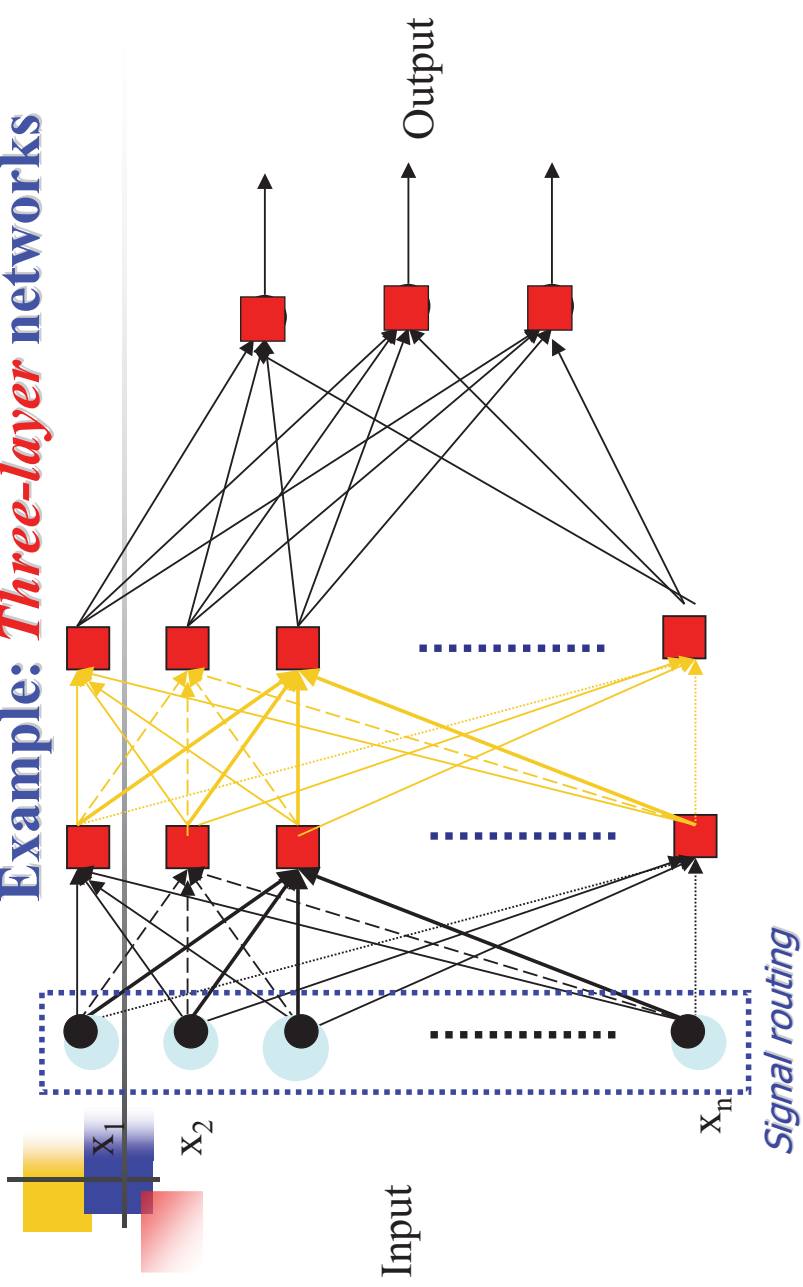 Example: Three-layer networks
x1
x2
xn
Input
Output
Signal routing